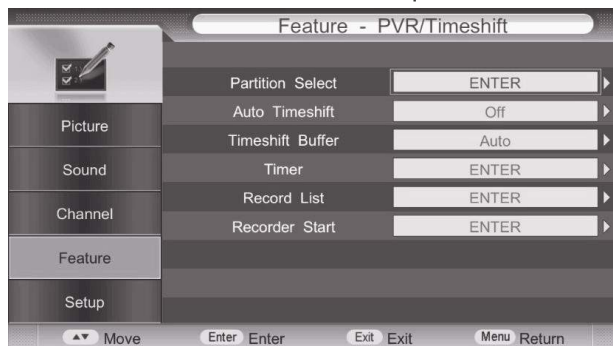 Feature - PVR/Timeshift
Partition Select ENTER
Auto Timeshift Off
Timeshift Buffer Auto
Timer ENTER
Record List ENTER
Recorder Start ENTER
Picture
Sound
Channel
Feature
Setup
Move Enter Enter Exit Exit Menu Return